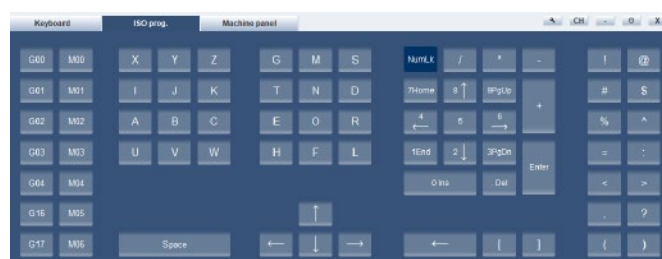 Keyboard ISO prog. Machine panel CH - O X
G00 M00 X Y Z G M S NumLk / * - ! @
G01 M01 I J K T N D 7Home 8↑ 9PgUp + # $
G02 M02 A B C E O R 4← 5 6→ % ^
G03 M03 U V W H F L 1End 2↓ 3PgDn Enter = :
G04 M04 0 Ins . Del < >
G16 M05 ↑ . ?
G17 M06 Space ← ↓ → ← [ ] ( )